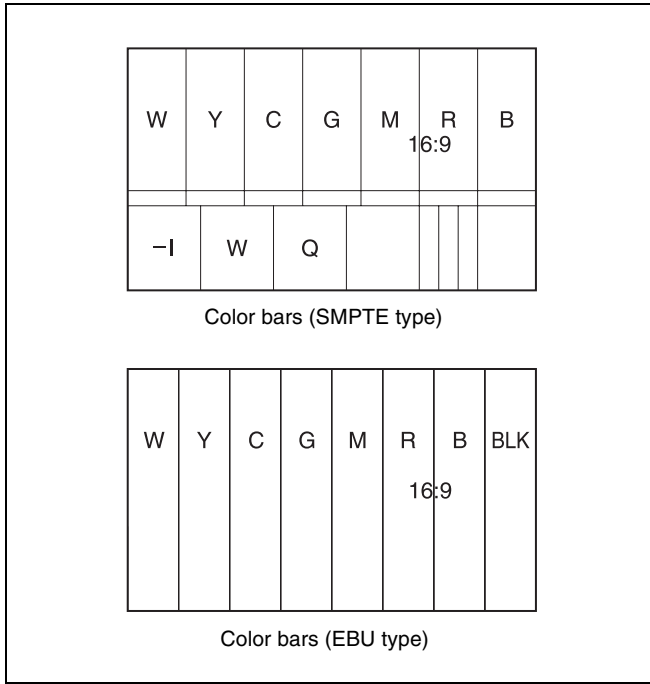 W Y C G M R B
16:9
–I W Q
Color bars (SMPTE type)
W Y C G M R B BLK
16:9
Color bars (EBU type)